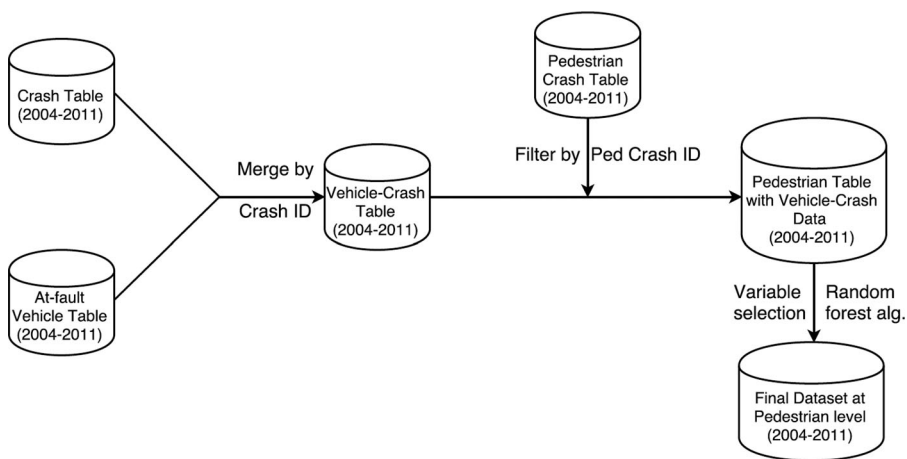 Crash Table
(2004-2011)
At-fault
Vehicle Table
(2004-2011)
Merge by
Crash ID
Vehicle-Crash
Table
(2004-2011)
Pedestrian
Crash Table
(2004-2011)
Filter by Ped Crash ID
Pedestrian Table
with Vehicle-Crash
Data
(2004-2011)
Variable
selection
Random
forest alg.
Final Dataset at
Pedestrian level
(2004-2011)